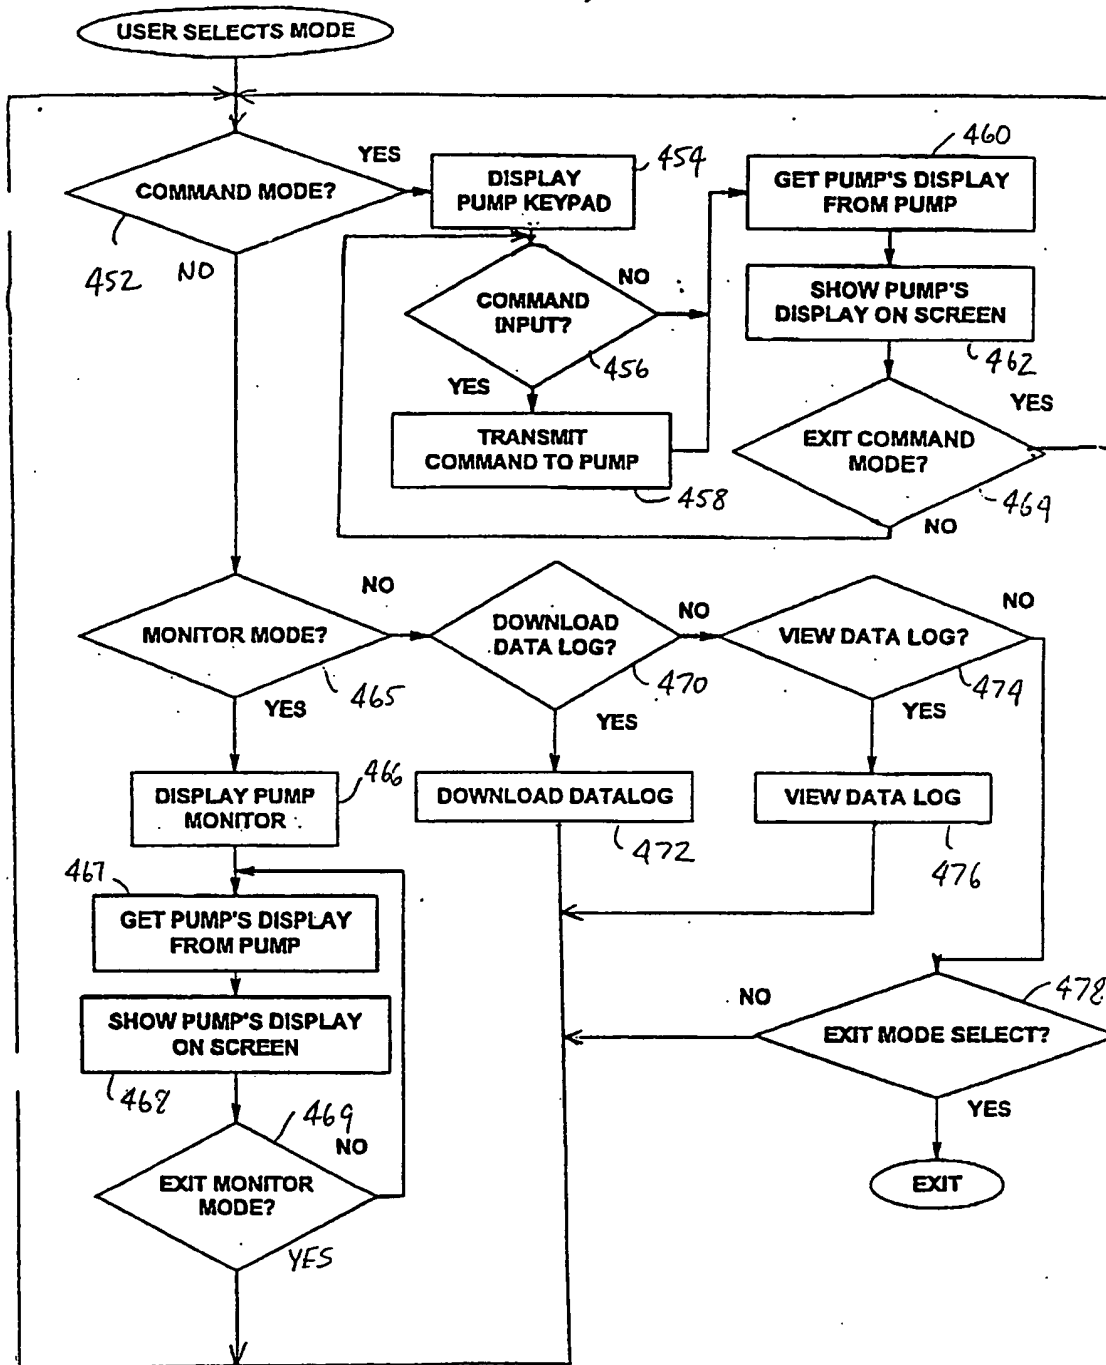 USER SELECTS MODE
COMMAND MODE?
YES
452
NO
DISPLAY
PUMP KEYPAD
454
COMMAND
INPUT?
NO
456
YES
TRANSMIT
COMMAND TO PUMP
458
460
GET PUMP'S DISPLAY
FROM PUMP
SHOW PUMP'S
DISPLAY ON SCREEN
462
EXIT COMMAND
MODE?
YES
464
NO
MONITOR MODE?
NO
465
YES
DOWNLOAD
DATA LOG?
NO
470
YES
VIEW DATA LOG?
NO
474
YES
DISPLAY PUMP
MONITOR
466
DOWNLOAD DATALOG
472
VIEW DATA LOG
476
467
GET PUMP'S DISPLAY
FROM PUMP
SHOW PUMP'S DISPLAY
ON SCREEN
468
469
EXIT MONITOR
MODE?
NO
YES
NO
478
EXIT MODE SELECT?
YES
EXIT